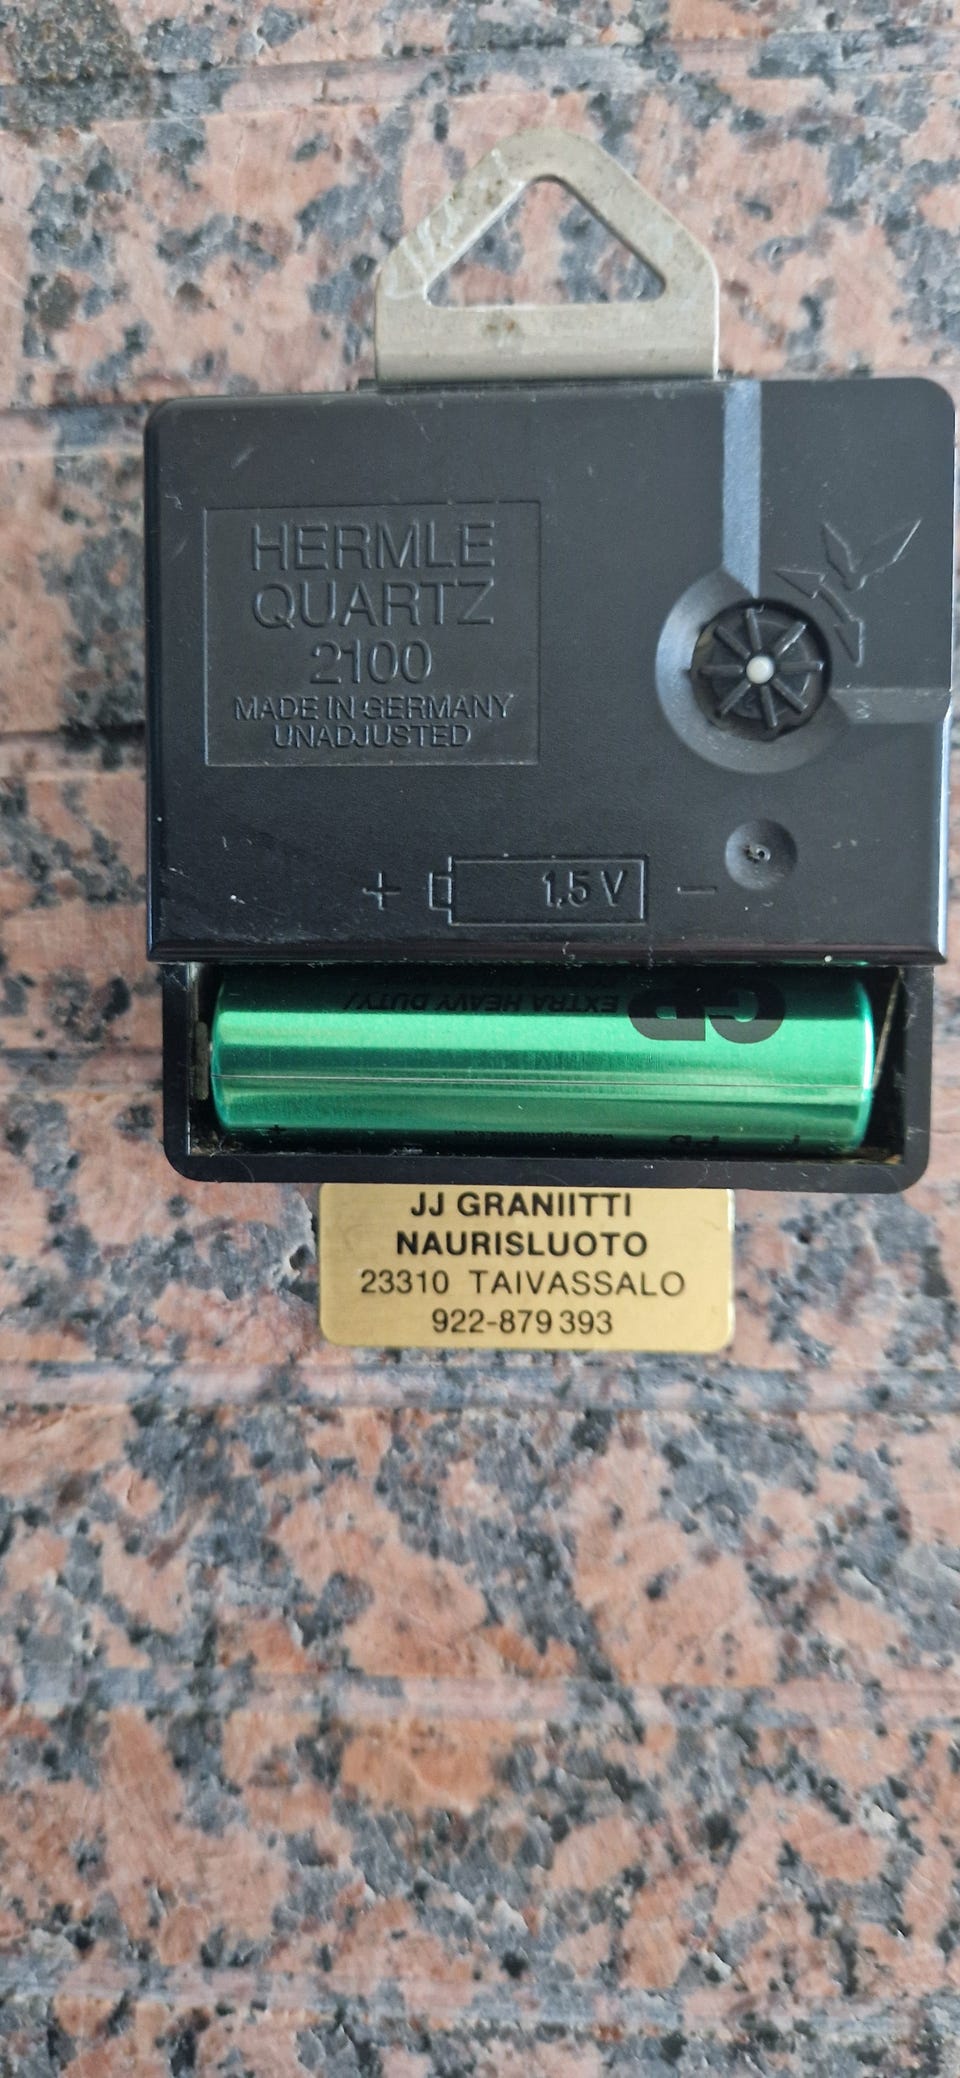 HERMLE
QUARTZ
2100
MADE IN GERMANY
UNADJUSTED
+ 1,5 V −
GP
EXTRA HEAVY DUTY/
+
JJ GRANIITTI
NAURISLUOTO
23310 TAIVASSALO
922-879 393